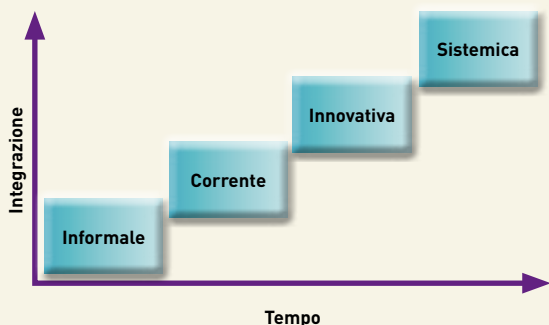 Sistemica
Innovativa
Corrente
Informale
Integrazione
Tempo